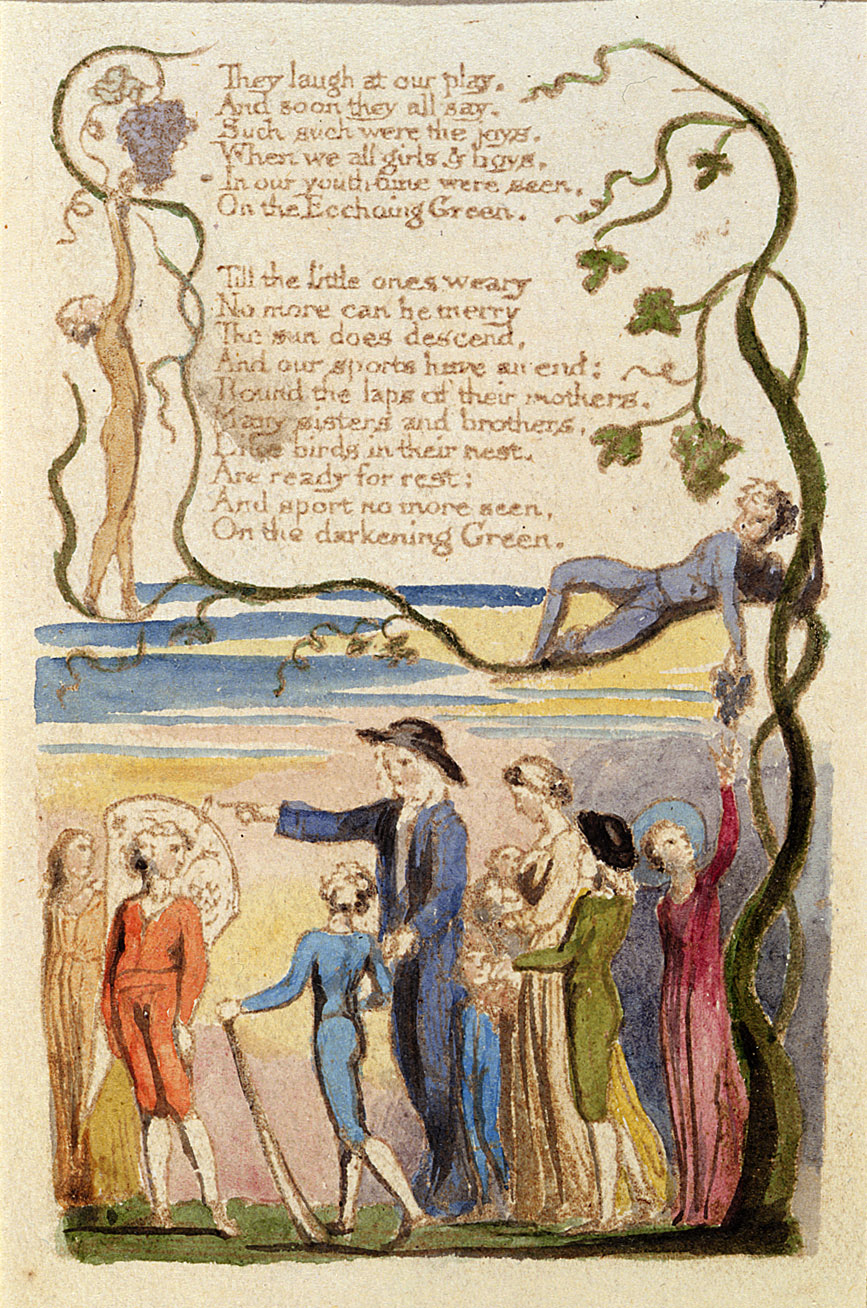 They laugh at our play,
And soon they all say.
Such such were the joys.
When we all girls & boys,
In our youth-time were seen,
On the Ecchoing Green.
Till the little ones weary
No more can be merry
The sun does descend,
And our sports have an end:
Round the laps of their mothers,
Many sisters and brothers,
Like birds in their nest,
Are ready for rest:
And sport no more seen,
On the darkening Green.